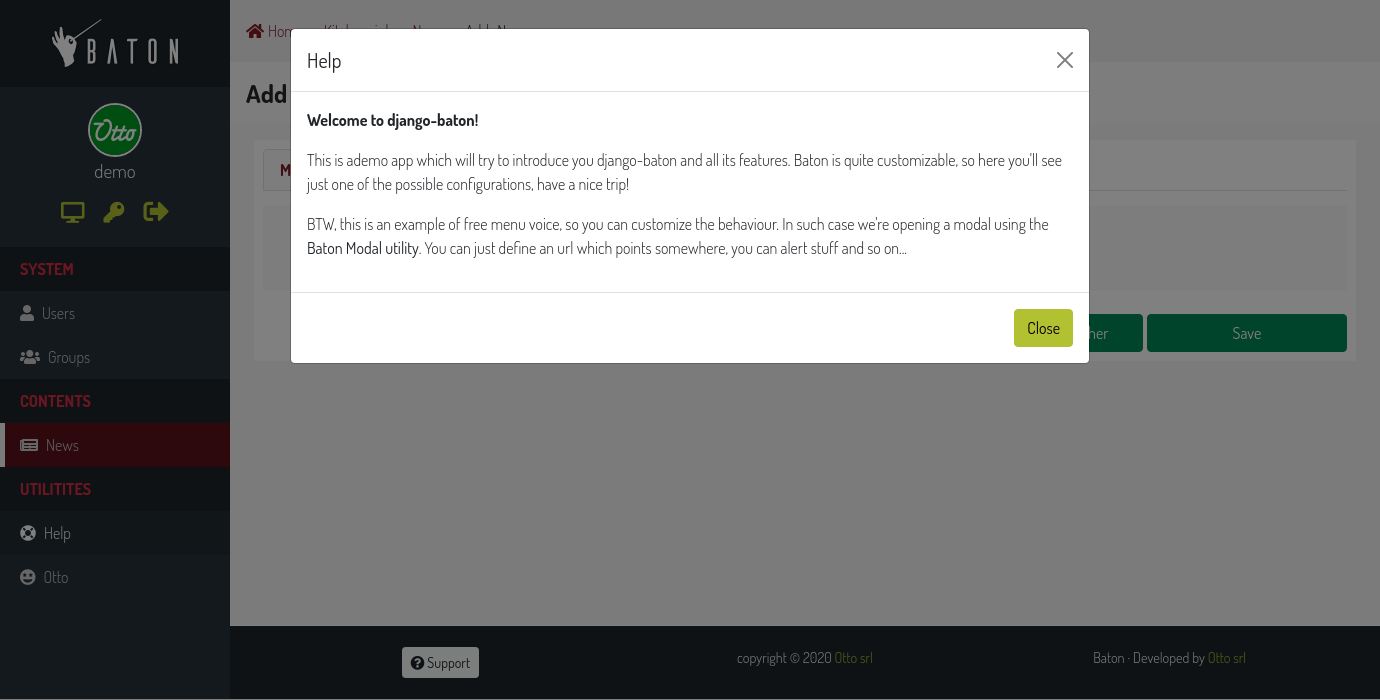 BATON
Otto
demo
SYSTEM
Users
Groups
CONTENTS
News
UTILITITES
Help
Otto
Help
Welcome to django-baton!
This is ademo app which will try to introduce you django-baton and all its features. Baton is quite customizable, so here you'll see
just one of the possible configurations, have a nice trip!
BTW, this is an example of free menu voice, so you can customize the behaviour. In such case we're opening a modal using the
Baton Modal utility. You can just define an url which points somewhere, you can alert stuff and so on...
Close
Add
Save
Support
copyright © 2020 Otto srl
Baton · Developed by Otto srl